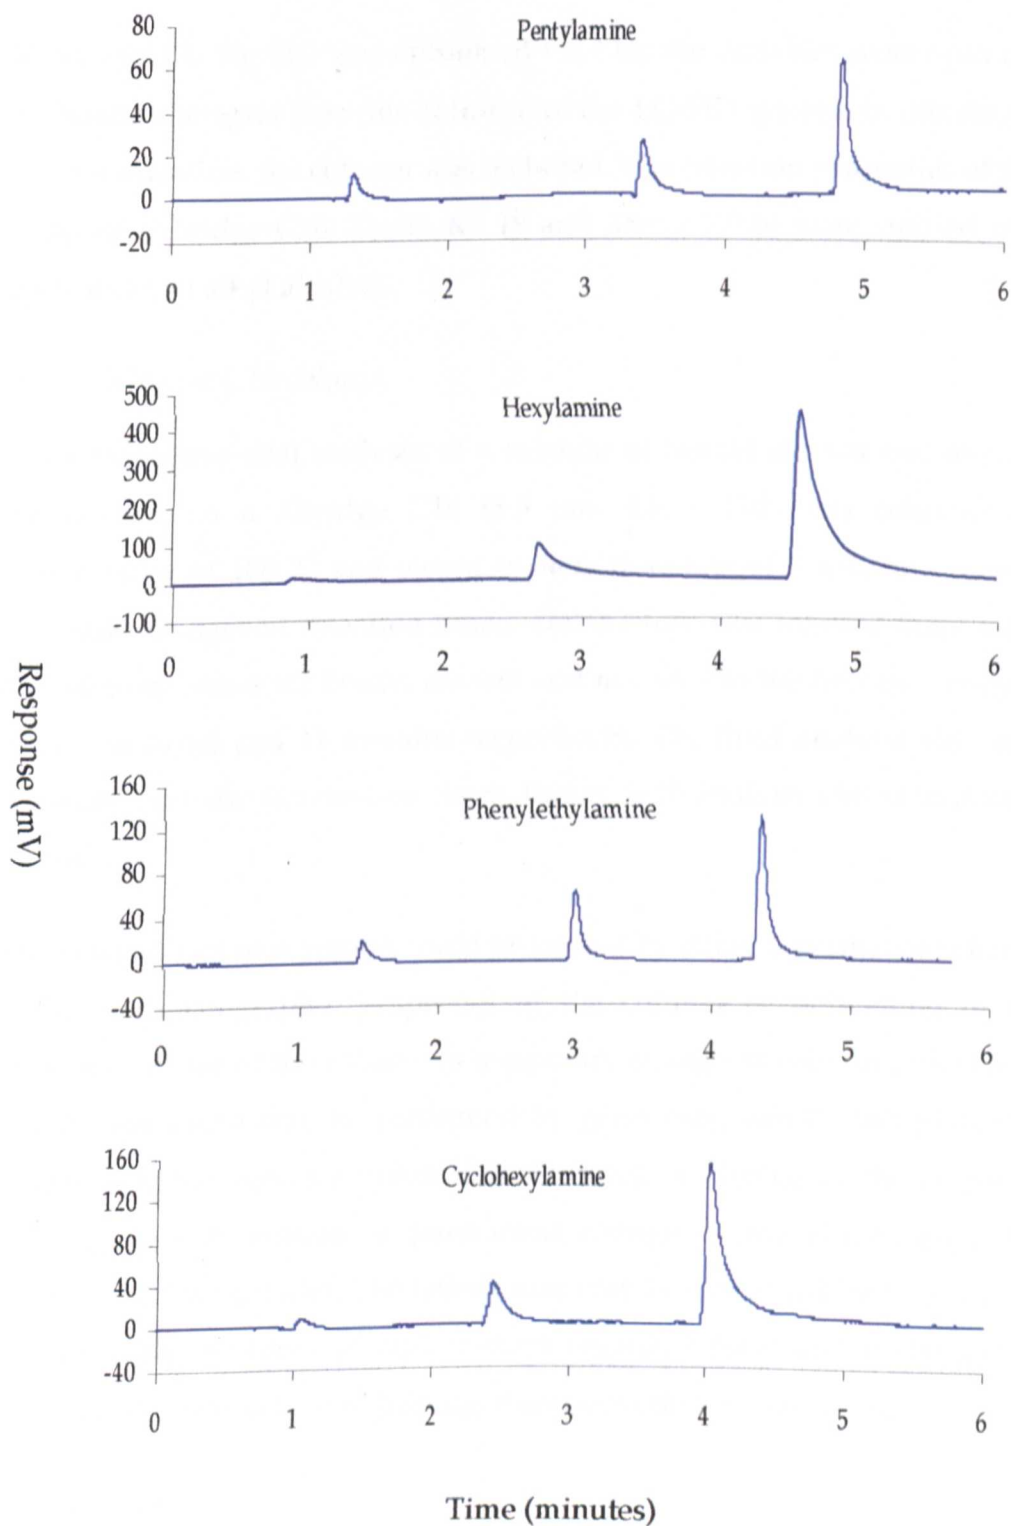 Pentylamine
80
60
40
20
0
-20
0 1 2 3 4 5 6
Hexylamine
500
400
300
200
100
0
-100
0 1 2 3 4 5 6
Response (mV)
Phenylethylamine
160
120
80
40
0
-40
0 1 2 3 4 5 6
Cyclohexylamine
160
120
80
40
0
-40
0 1 2 3 4 5 6
Time (minutes)